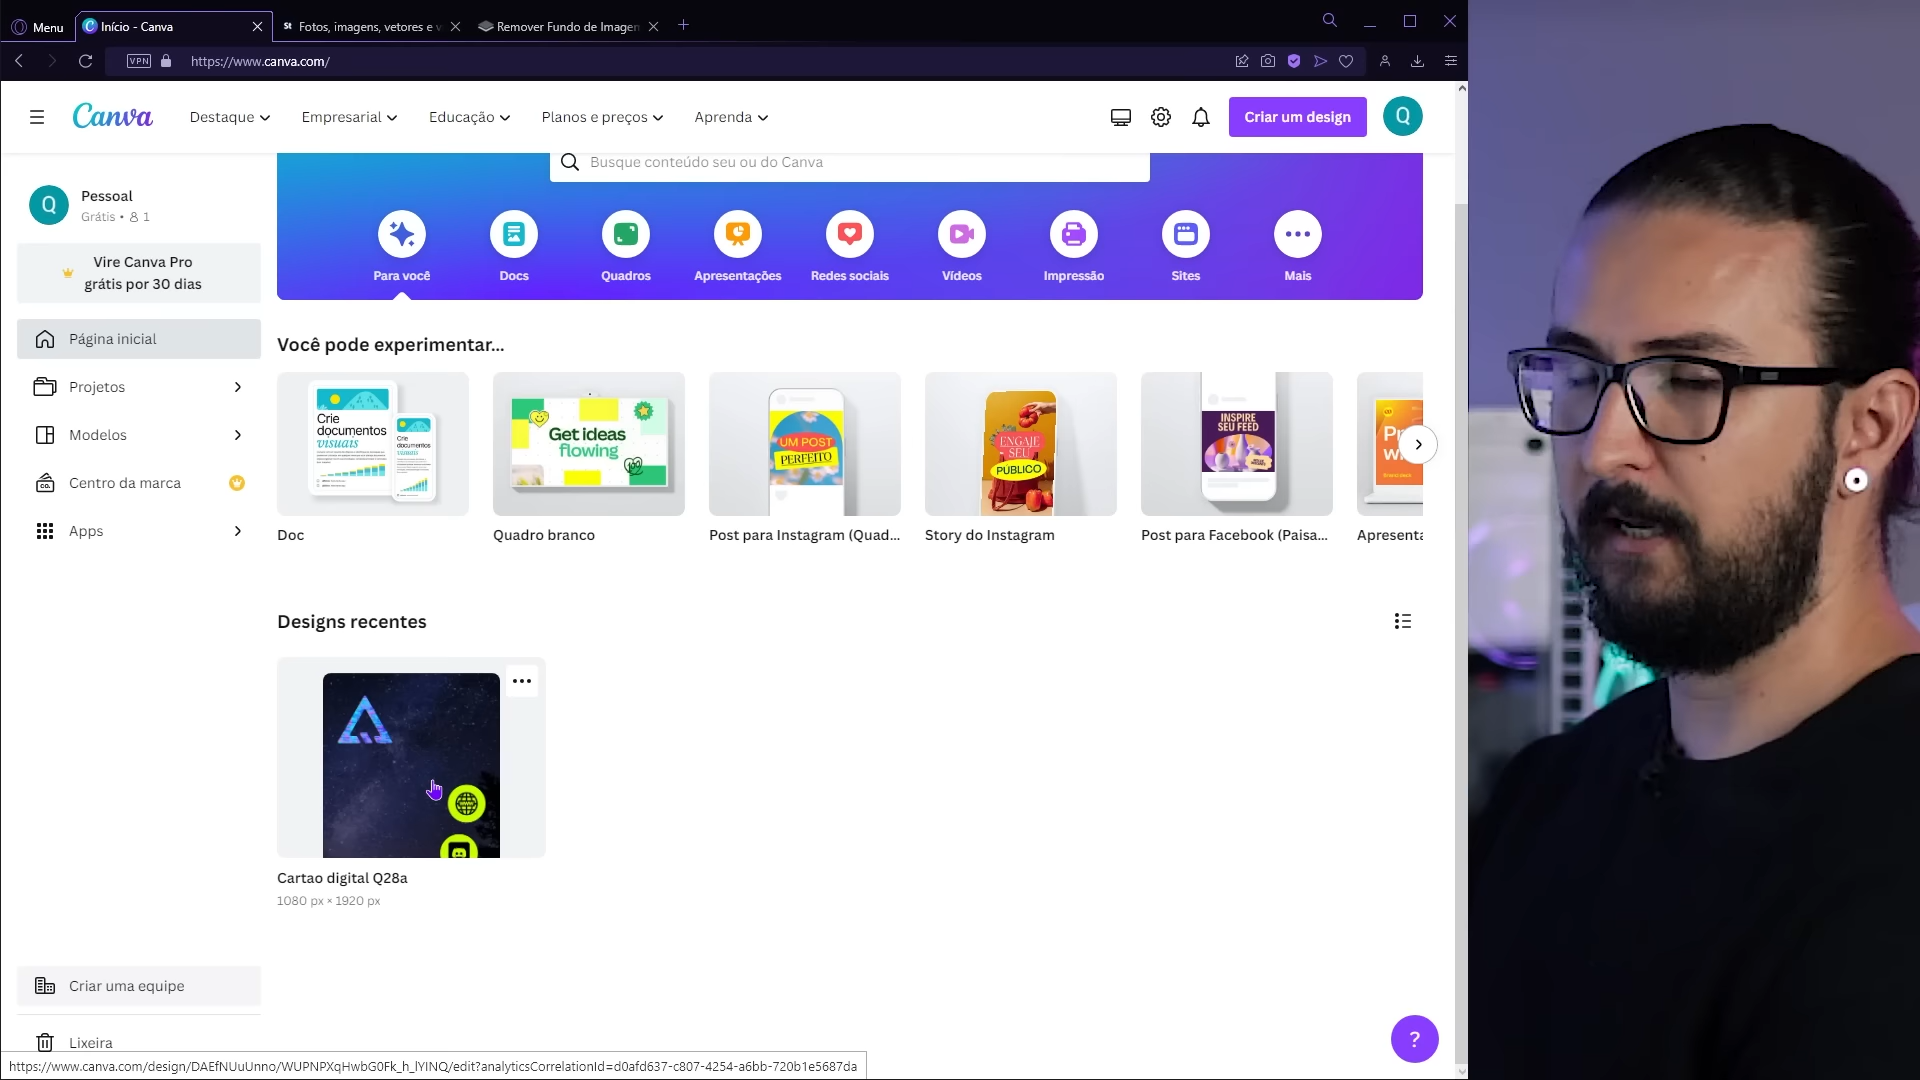 Menu
Início - Canva
Fotos, imagens, vetores e v
Remover Fundo de Imagen
VPN
https://www.canva.com/
Canva
Destaque
Empresarial
Educação
Planos e preços
Aprenda
Criar um design
Q
Q
Pessoal
Grátis • 1
Busque conteúdo seu ou do Canva
Vire Canva Pro
grátis por 30 dias
Para você
Docs
Quadros
Apresentações
Redes sociais
Vídeos
Impressão
Sites
Mais
Página inicial
Projetos
Modelos
Centro da marca
Apps
Você pode experimentar...
Crie
documentos
visuais
Crie
documentos
visuais
Get ideas
flowing
UM POST
PERFEITO
ENGAJE
SEU
PÚBLICO
INSPIRE
SEU FEED
Doc
Quadro branco
Post para Instagram (Quad...
Story do Instagram
Post para Facebook (Paisa...
Apresenta
Designs recentes
Cartao digital Q28a
1080 px × 1920 px
Criar uma equipe
Lixeira
?
https://www.canva.com/design/DAEfNUuUnno/WUPNPXqHwbG0Fk_h_lYINQ/edit?analyticsCorrelationId=d0afd637-c807-4254-a6bb-720b1e5687da